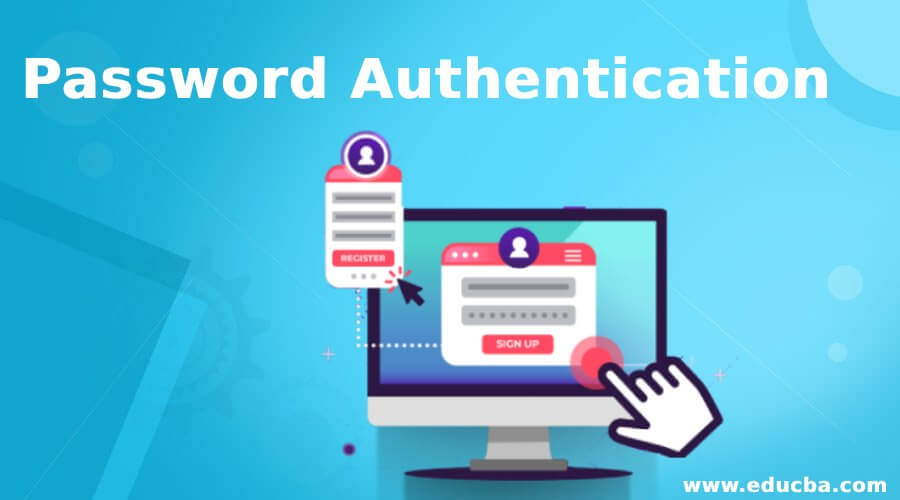 Password Authentication
REGISTER
SIGN UP
www.educba.com